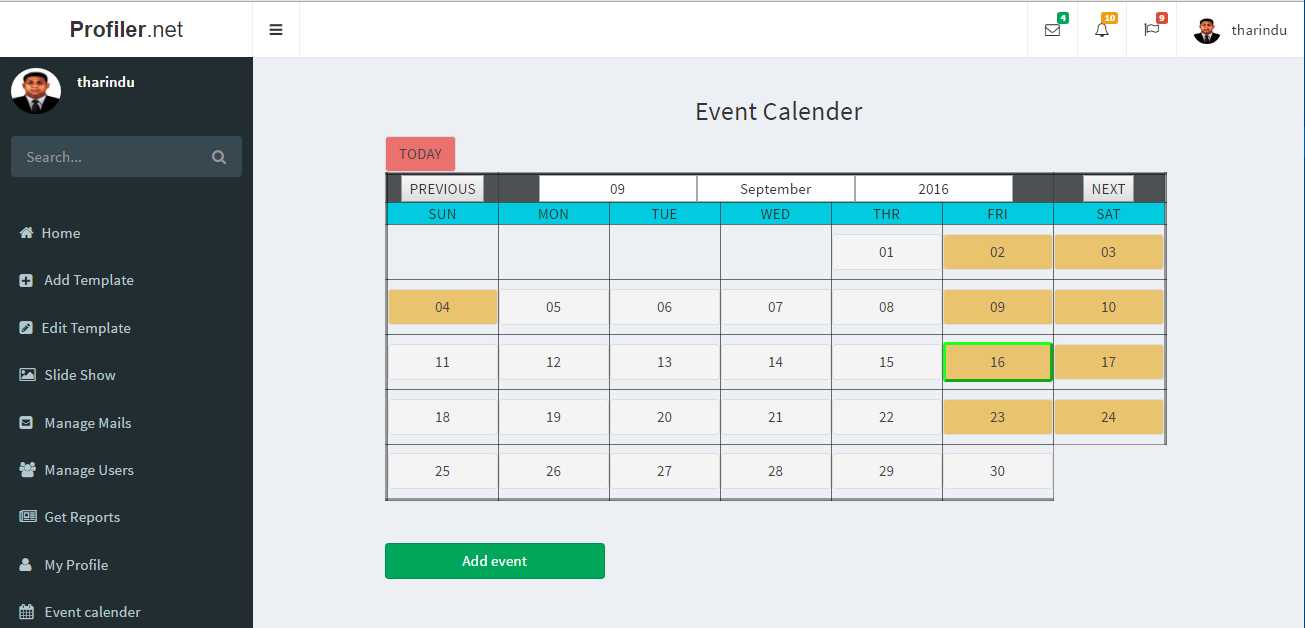 Profiler.net
4
10
9
tharindu
tharindu
Search...
Home
Add Template
Edit Template
Slide Show
Manage Mails
Manage Users
Get Reports
My Profile
Event calender
Event Calender
TODAY
PREVIOUS 09 September 2016 NEXT
SUN MON TUE WED THR FRI SAT
01 02 03
04 05 06 07 08 09 10
11 12 13 14 15 16 17
18 19 20 21 22 23 24
25 26 27 28 29 30
Add event